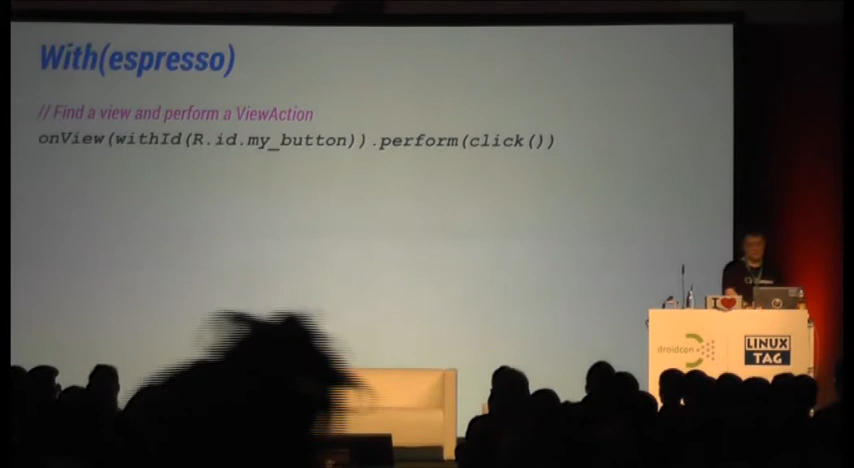 With(espresso)
// Find a view and perform a ViewAction
onView(withId(R.id.my_button)).perform(click())
I
droidcon
LINUX
TAG